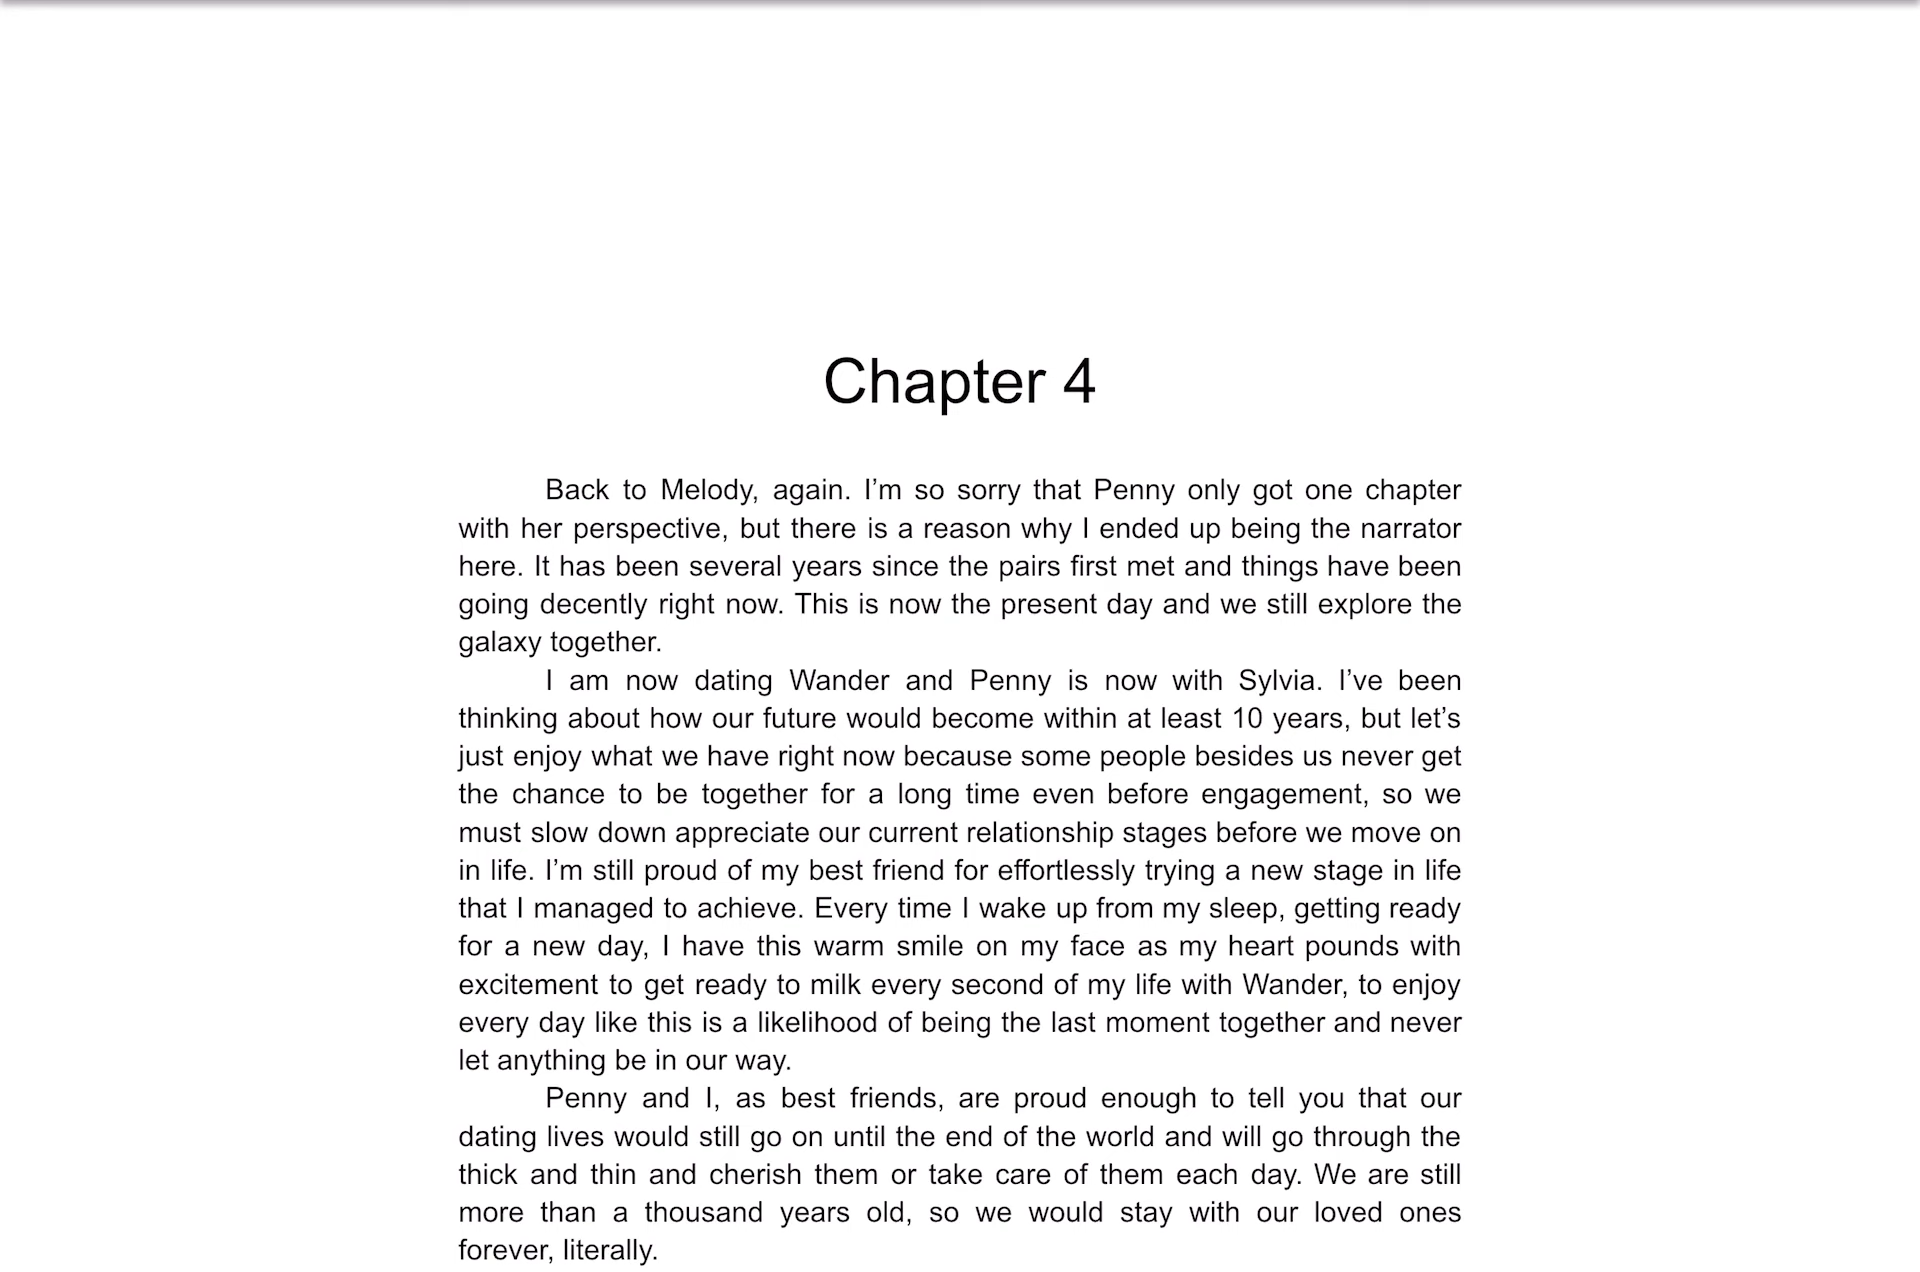 Chapter 4
Back to Melody, again. I’m so sorry that Penny only got one chapter
with her perspective, but there is a reason why I ended up being the narrator
here. It has been several years since the pairs first met and things have been
going decently right now. This is now the present day and we still explore the
galaxy together.
I am now dating Wander and Penny is now with Sylvia. I’ve been
thinking about how our future would become within at least 10 years, but let’s
just enjoy what we have right now because some people besides us never get
the chance to be together for a long time even before engagement, so we
must slow down appreciate our current relationship stages before we move on
in life. I’m still proud of my best friend for effortlessly trying a new stage in life
that I managed to achieve. Every time I wake up from my sleep, getting ready
for a new day, I have this warm smile on my face as my heart pounds with
excitement to get ready to milk every second of my life with Wander, to enjoy
every day like this is a likelihood of being the last moment together and never
let anything be in our way.
Penny and I, as best friends, are proud enough to tell you that our
dating lives would still go on until the end of the world and will go through the
thick and thin and cherish them or take care of them each day. We are still
more than a thousand years old, so we would stay with our loved ones
forever, literally.